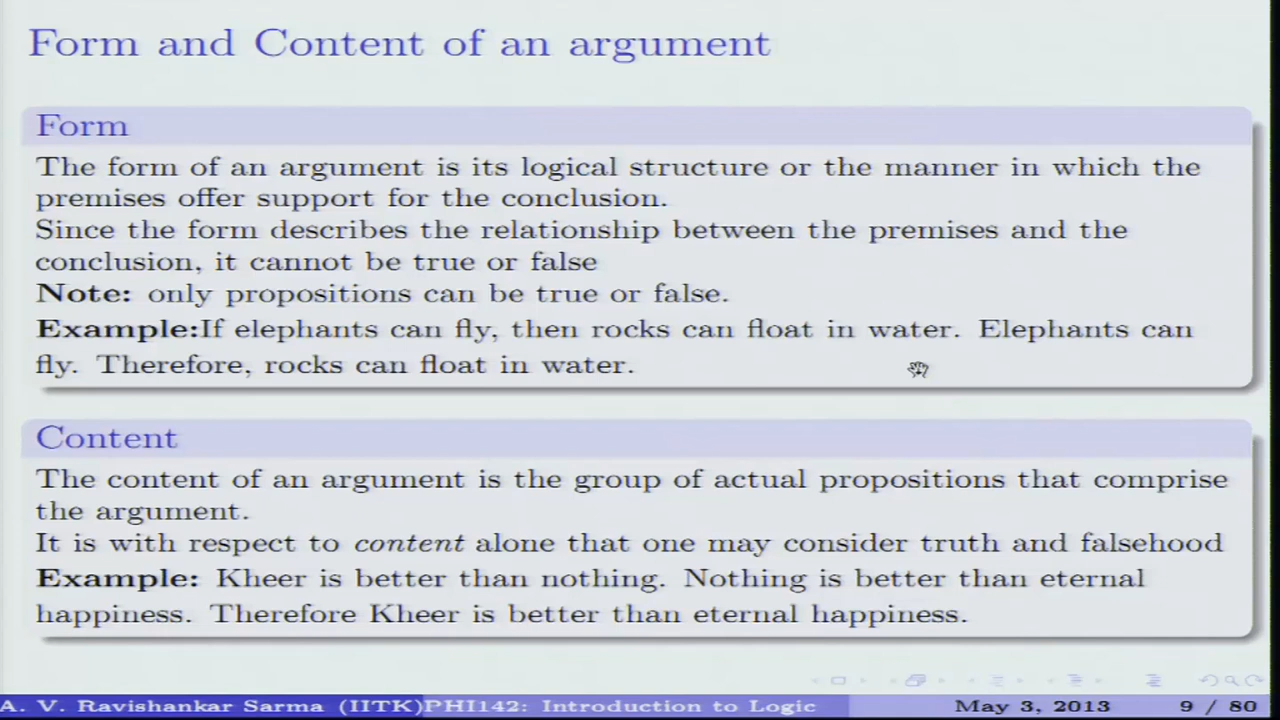 Form and Content of an argument
Form
The form of an argument is its logical structure or the manner in which the
premises offer support for the conclusion.
Since the form describes the relationship between the premises and the
conclusion, it cannot be true or false
Note: only propositions can be true or false.
Example:If elephants can fly, then rocks can float in water. Elephants can
fly. Therefore, rocks can float in water.
Content
The content of an argument is the group of actual propositions that comprise
the argument.
It is with respect to content alone that one may consider truth and falsehood
Example: Kheer is better than nothing. Nothing is better than eternal
happiness. Therefore Kheer is better than eternal happiness.
A. V. Ravishankar Sarma (IITK) PHI142: Introduction to Logic May 3, 2013 9 / 80